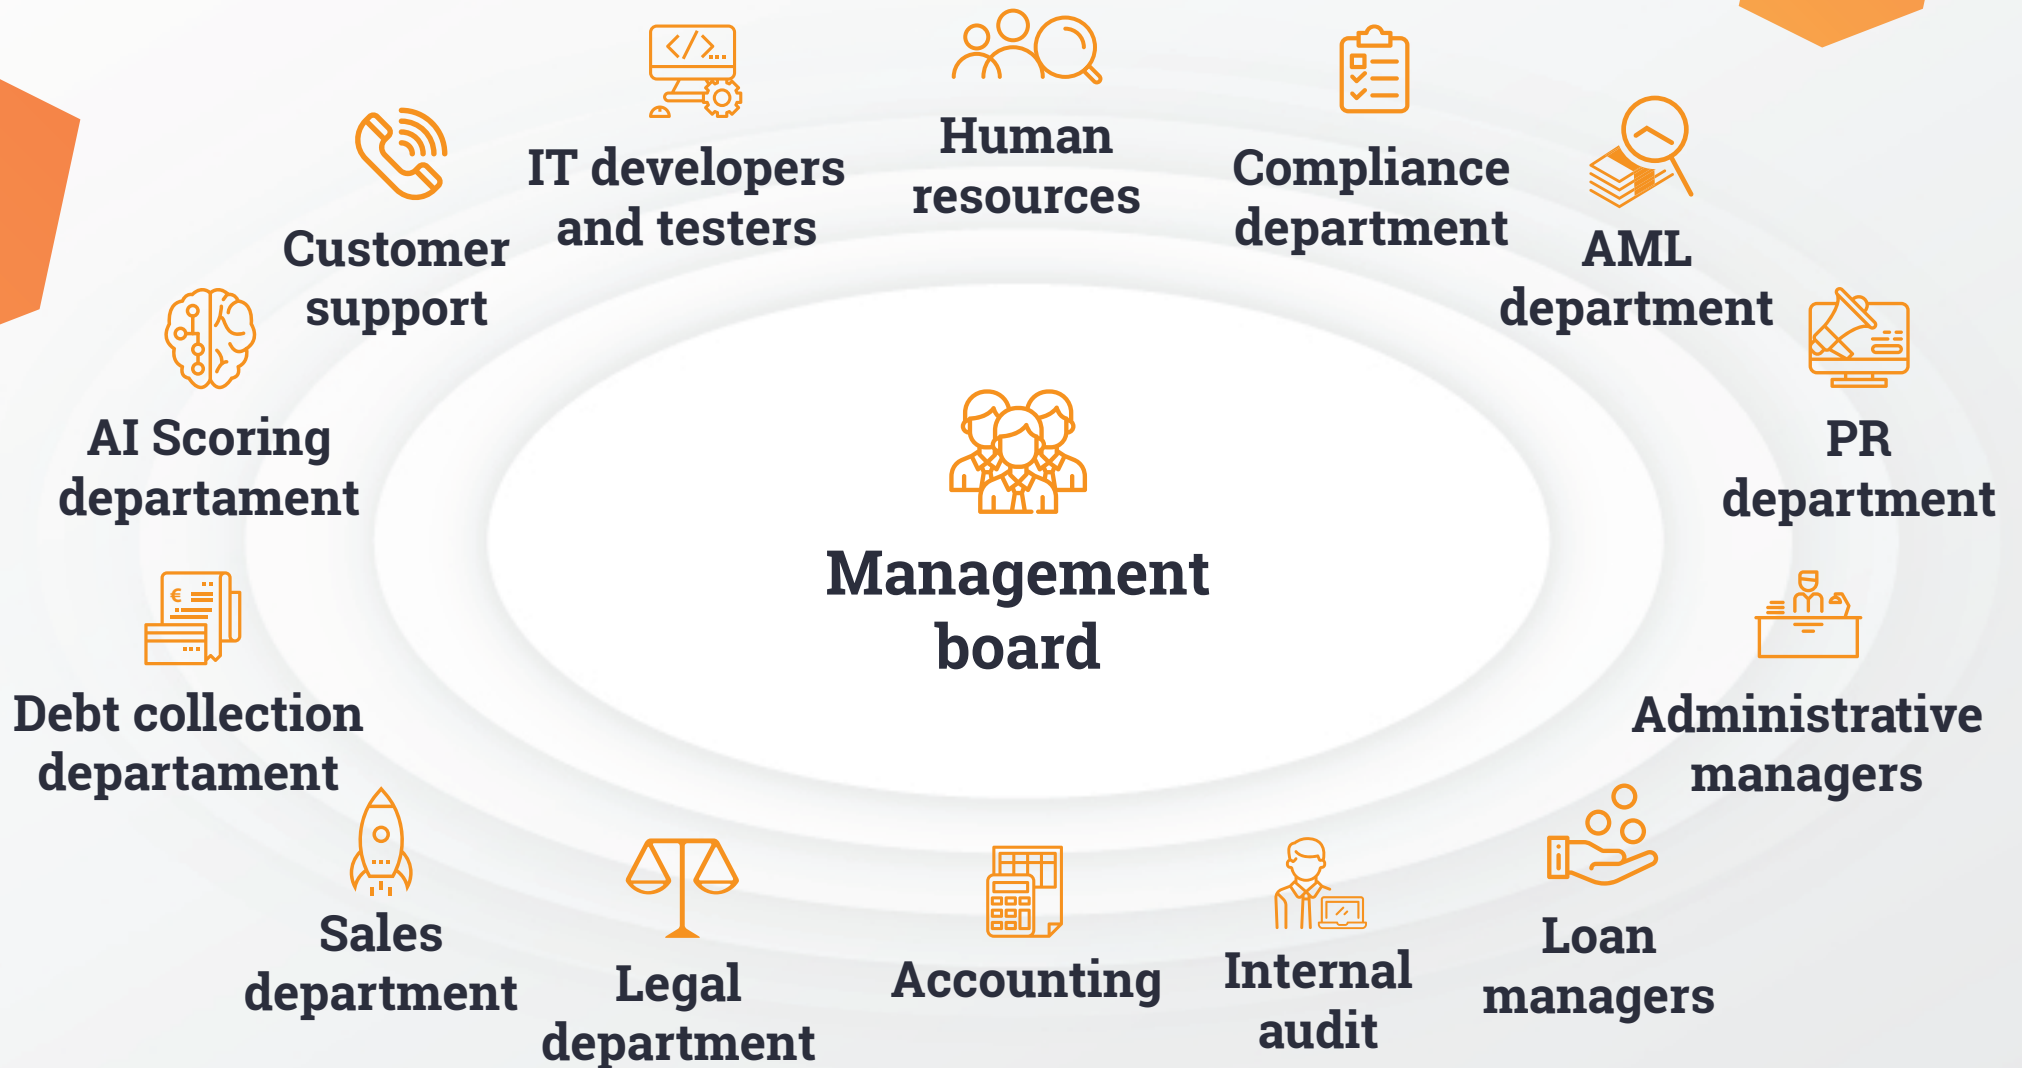 Human
resources
IT developers
and testers
Compliance
department
Customer
support
AML
department
AI Scoring
departament
PR
department
Management
board
Debt collection
departament
Administrative
managers
Sales
department
Legal
department
Accounting
Internal
audit
Loan
managers